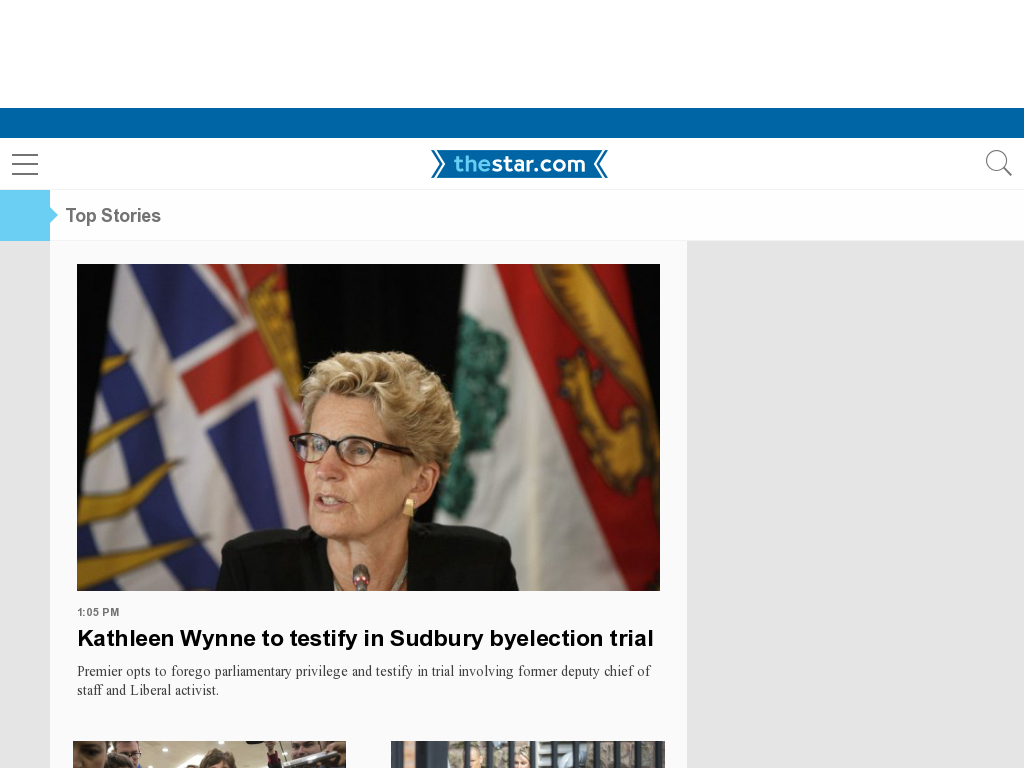 thestar.com
Top Stories
1:05 PM
Kathleen Wynne to testify in Sudbury byelection trial
Premier opts to forego parliamentary privilege and testify in trial involving former deputy chief of
staff and Liberal activist.